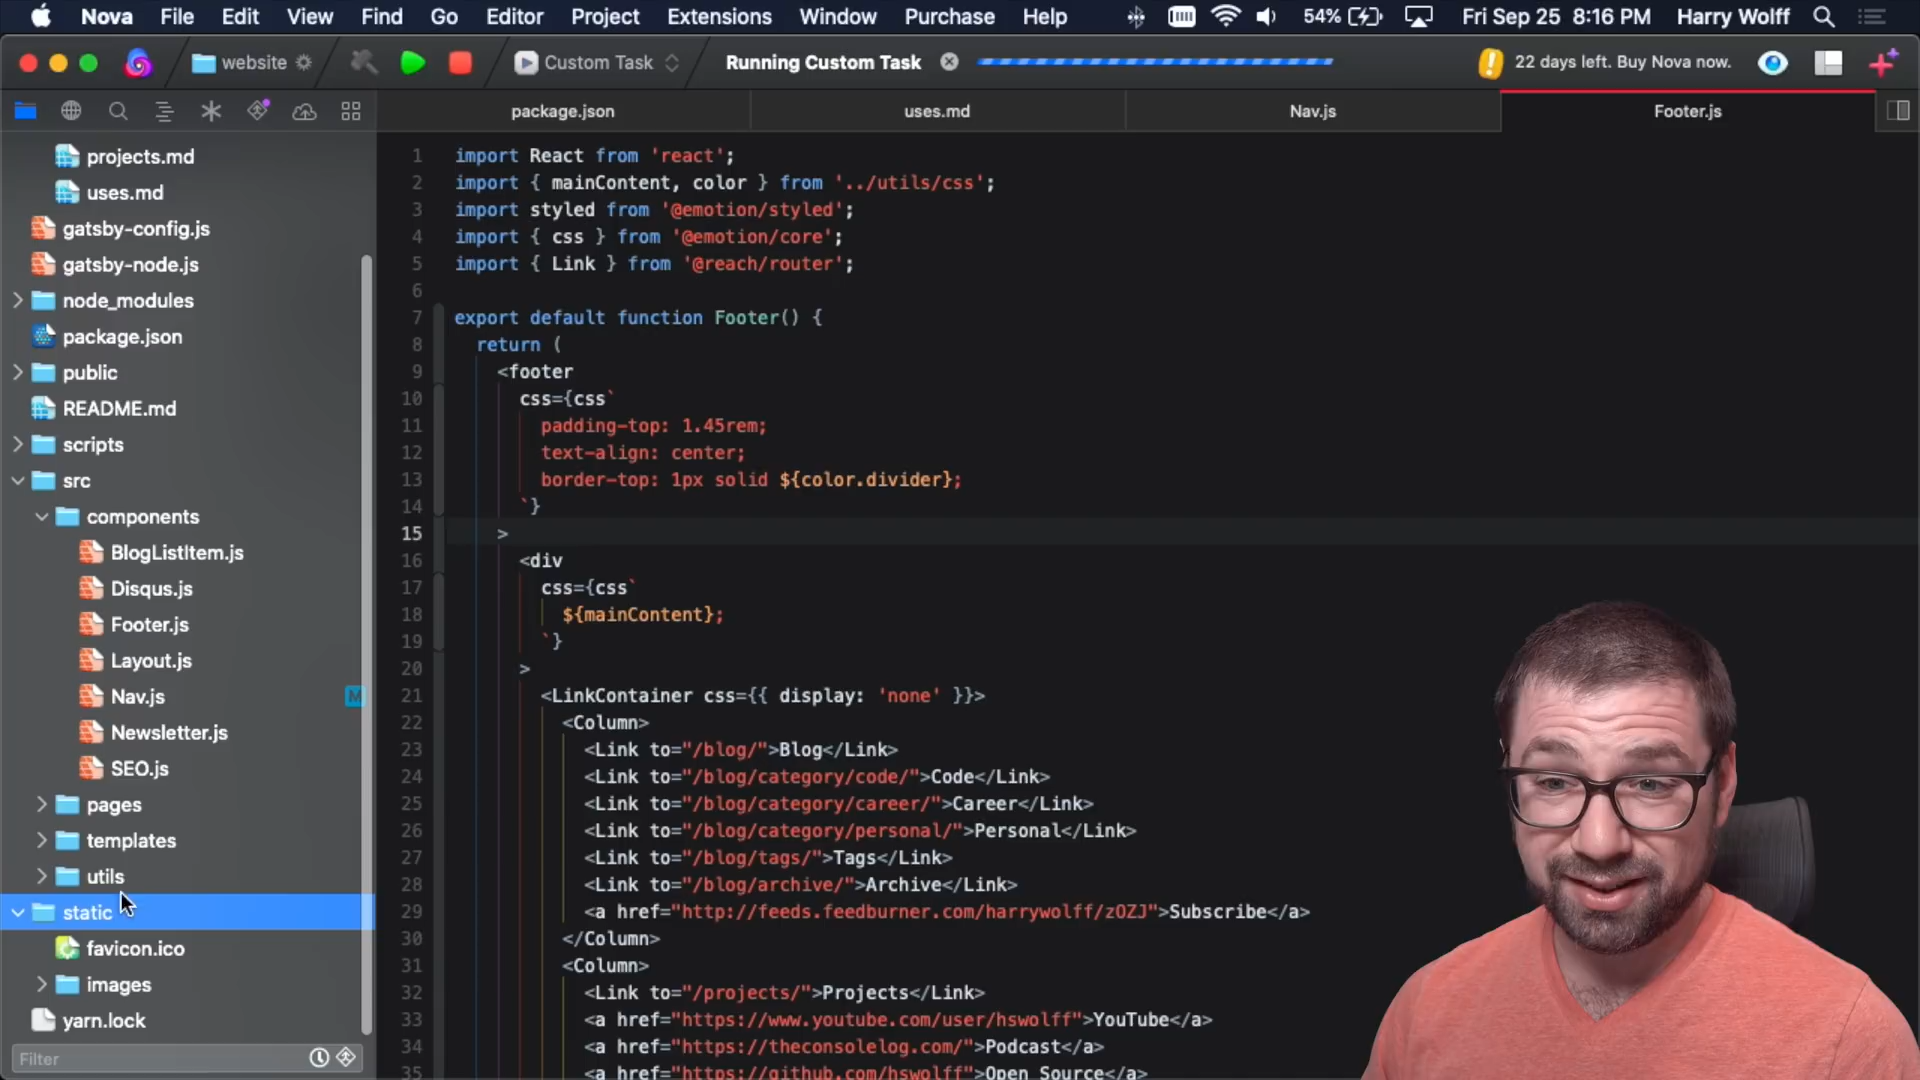 Nova File Edit View Find Go Editor Project Extensions Window Purchase Help 54% Fri Sep 25 8:16 PM Harry Wolff
website Custom Task Running Custom Task 22 days left. Buy Nova now.
package.json uses.md Nav.js Footer.js
projects.md
uses.md
gatsby-config.js
gatsby-node.js
node_modules
package.json
public
README.md
scripts
src
components
BlogListItem.js
Disqus.js
Footer.js
Layout.js
Nav.js M
Newsletter.js
SEO.js
pages
templates
utils
static
favicon.ico
images
yarn.lock
Filter
1 import React from 'react';
2 import { mainContent, color } from '../utils/css';
3 import styled from '@emotion/styled';
4 import { css } from '@emotion/core';
5 import { Link } from '@reach/router';
6
7 export default function Footer() {
8 return (
9 <footer
10 css={css`
11 padding-top: 1.45rem;
12 text-align: center;
13 border-top: 1px solid ${color.divider};
14 `}
15 >
16 <div
17 css={css`
18 ${mainContent};
19 `}
20 >
21 <LinkContainer css={{ display: 'none' }}>
22 <Column>
23 <Link to="/blog/">Blog</Link>
24 <Link to="/blog/category/code/">Code</Link>
25 <Link to="/blog/category/career/">Career</Link>
26 <Link to="/blog/category/personal/">Personal</Link>
27 <Link to="/blog/tags/">Tags</Link>
28 <Link to="/blog/archive/">Archive</Link>
29 <a href="http://feeds.feedburner.com/harrywolff/zOZJ">Subscribe</a>
30 </Column>
31 <Column>
32 <Link to="/projects/">Projects</Link>
33 <a href="https://www.youtube.com/user/hswolff">YouTube</a>
34 <a href="https://theconsolelog.com/">Podcast</a>
35 <a href="https://github.com/hswolff">Open Source</a>